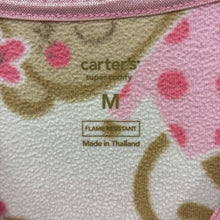 carter's
super comfy
M
FLAME RESISTANT
Made in Thailand